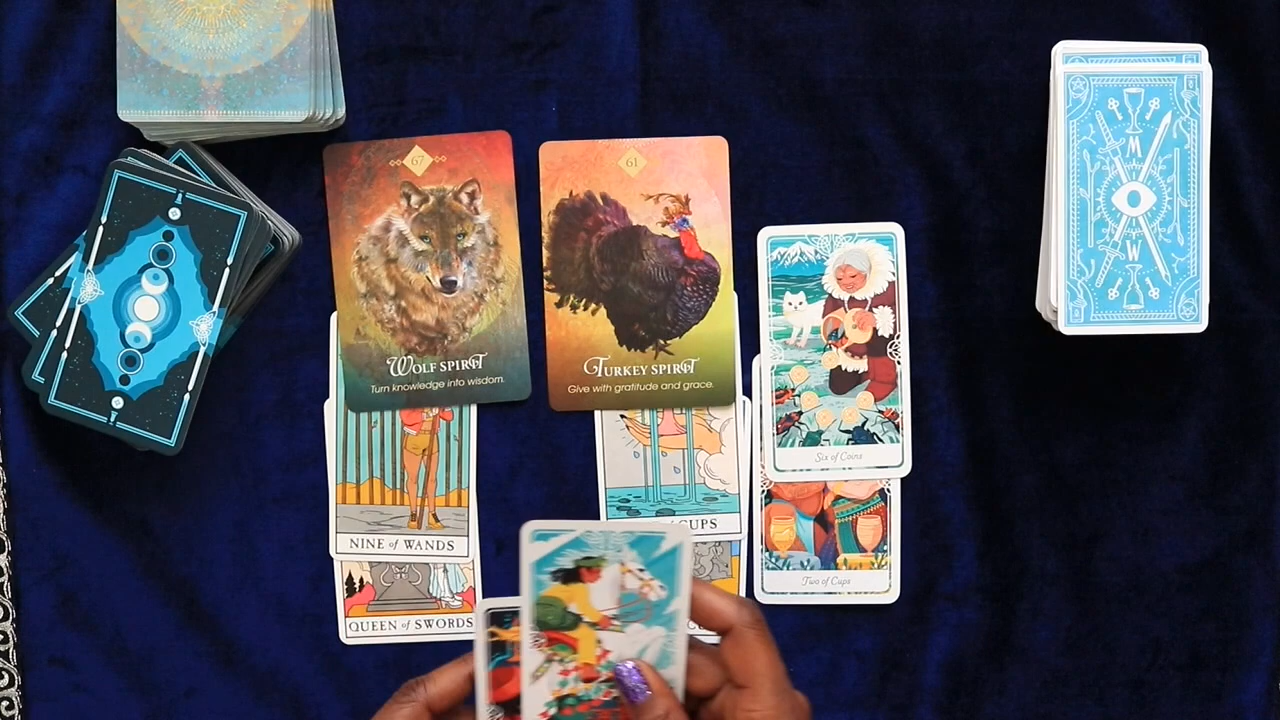 67
WOLF SPIRIT
Turn knowledge into wisdom.
61
TURKEY SPIRIT
Give with gratitude and grace.
M
W
Six of Coins
CUPS
NINE of WANDS
Two of Cups
QUEEN of SWORDS